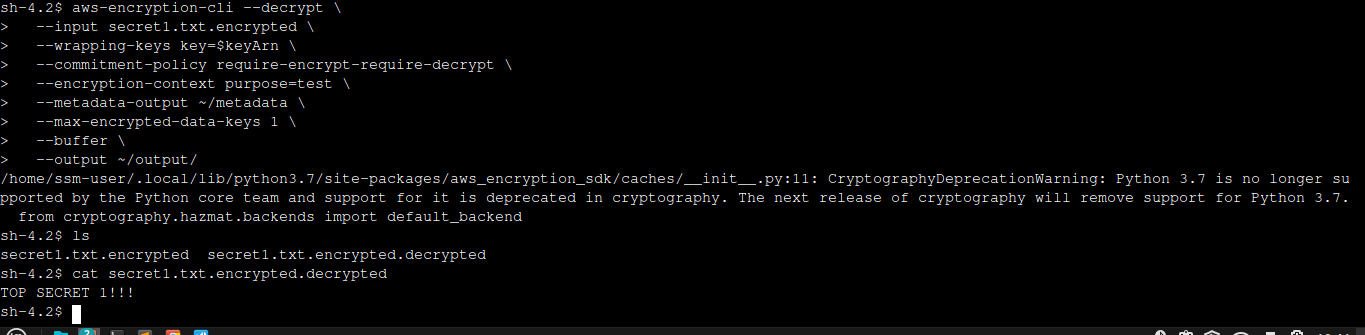 sh-4.2$ aws-encryption-cli --decrypt \
>   --input secret1.txt.encrypted \
>   --wrapping-keys key=$keyArn \
>   --commitment-policy require-encrypt-require-decrypt \
>   --encryption-context purpose=test \
>   --metadata-output ~/metadata \
>   --max-encrypted-data-keys 1 \
>   --buffer \
>   --output ~/output/
/home/ssm-user/.local/lib/python3.7/site-packages/aws_encryption_sdk/caches/__init__.py:11: CryptographyDeprecationWarning: Python 3.7 is no longer su
pported by the Python core team and support for it is deprecated in cryptography. The next release of cryptography will remove support for Python 3.7.
  from cryptography.hazmat.backends import default_backend
sh-4.2$ ls
secret1.txt.encrypted  secret1.txt.encrypted.decrypted
sh-4.2$ cat secret1.txt.encrypted.decrypted
TOP SECRET 1!!!
sh-4.2$